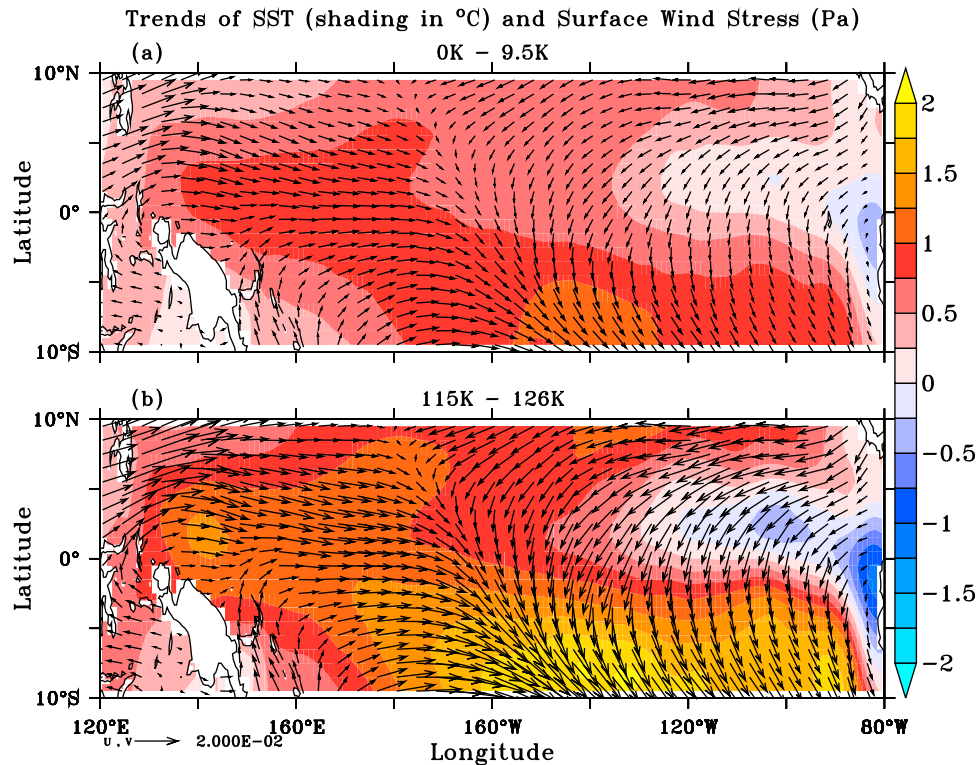 Trends of SST (shading in °C) and Surface Wind Stress (Pa)
(a) 0K - 9.5K
10°N
0°
10°S
Latitude
(b) 115K - 126K
10°N
0°
10°S
Latitude
120°E 160°E 160°W 120°W 80°W
Longitude
U,V 2.000E-02
2
1.5
1
0.5
0
-0.5
-1
-1.5
-2